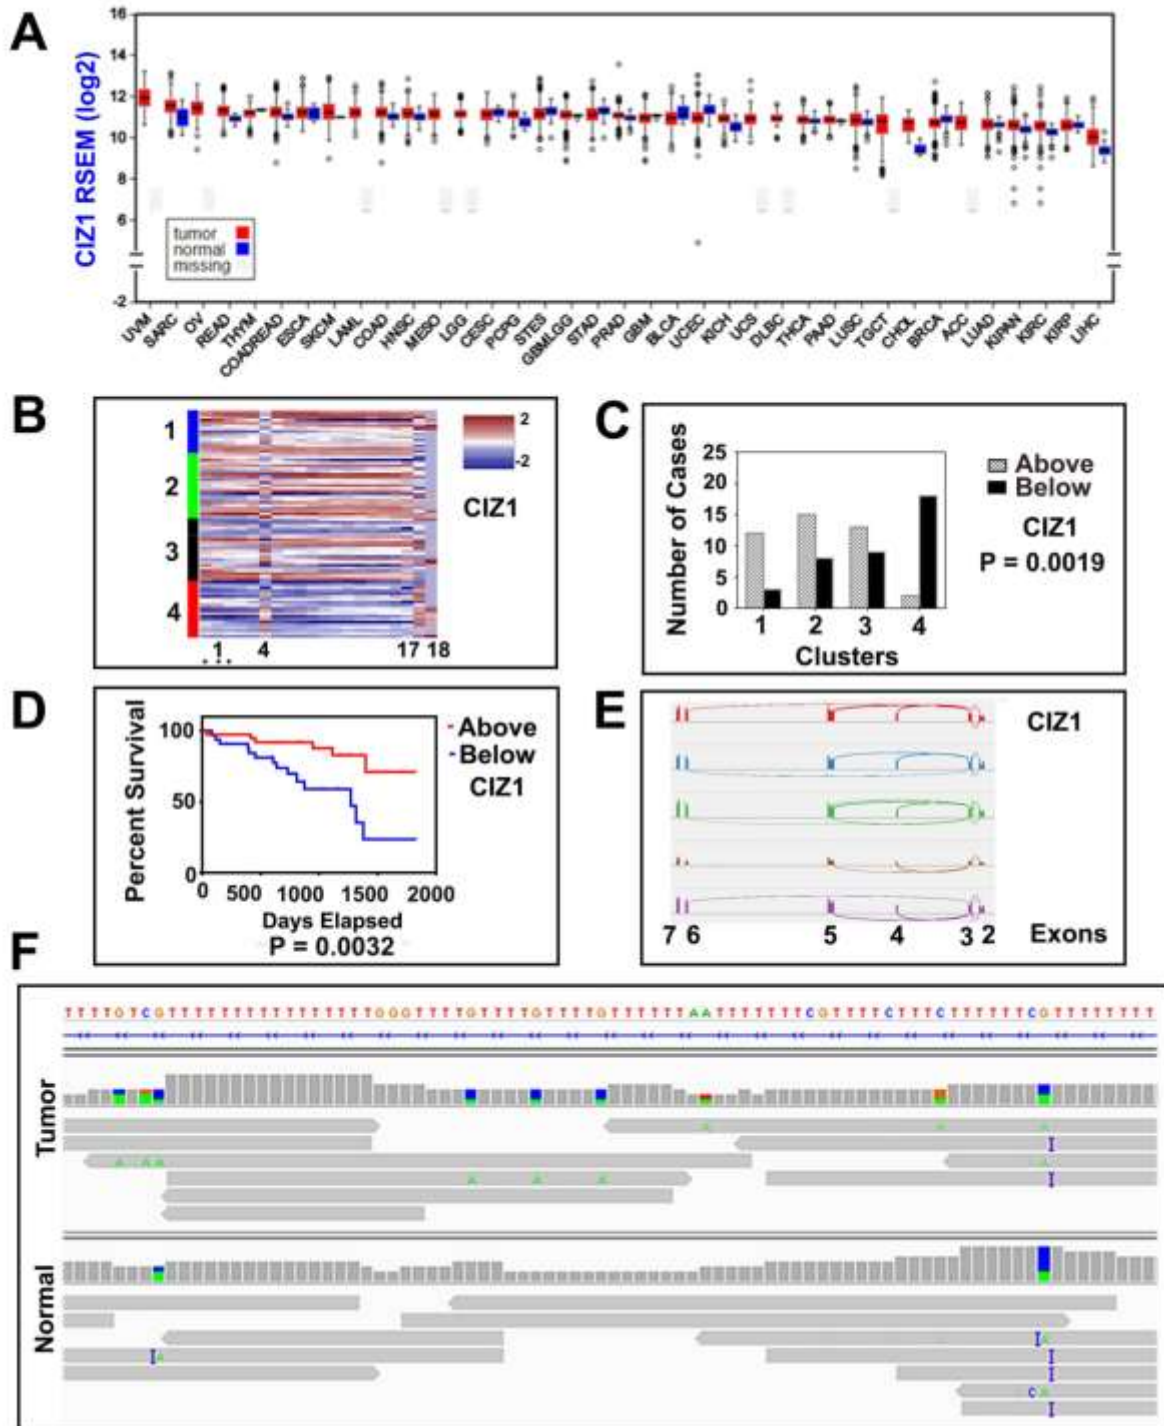 A
CIZ1 RSEM (log2)
16
14
12
10
8
6
-2
tumor
normal
missing
UVM SARC OV READ THYM COADREAD ESCA SKCM LAML COAD HNSC MESO LGG CESC PCPG STES GBMLGG STAD PRAD GBM BLCA UCEC KICH UCS DLBC THCA PAAD LUSC TGCT CHOL BRCA ACC LUAD KIPAN KIRC KIRP LIHC
B
1
2
3
4
2
-2
CIZ1
1 4 17 18
C
Number of Cases
25
20
15
10
5
0
1 2 3 4
Clusters
Above
Below
CIZ1
P = 0.0019
D
Percent Survival
100
50
0
0 500 1000 1500 2000
Days Elapsed
P = 0.0032
Above
Below
CIZ1
E
CIZ1
7 6 5 4 3 2 Exons
F
T T T T G T C G T T T T T T T T T T T T T T T T G G G T T T T G T T T T G T T T T G T T T T T T A A T T T T T T T C G T T T T C T T T C T T T T T T C G T T T T T T T T
Tumor
A A A
I
A A A A
A A A I
Normal
I A
I A I
I
C A
I